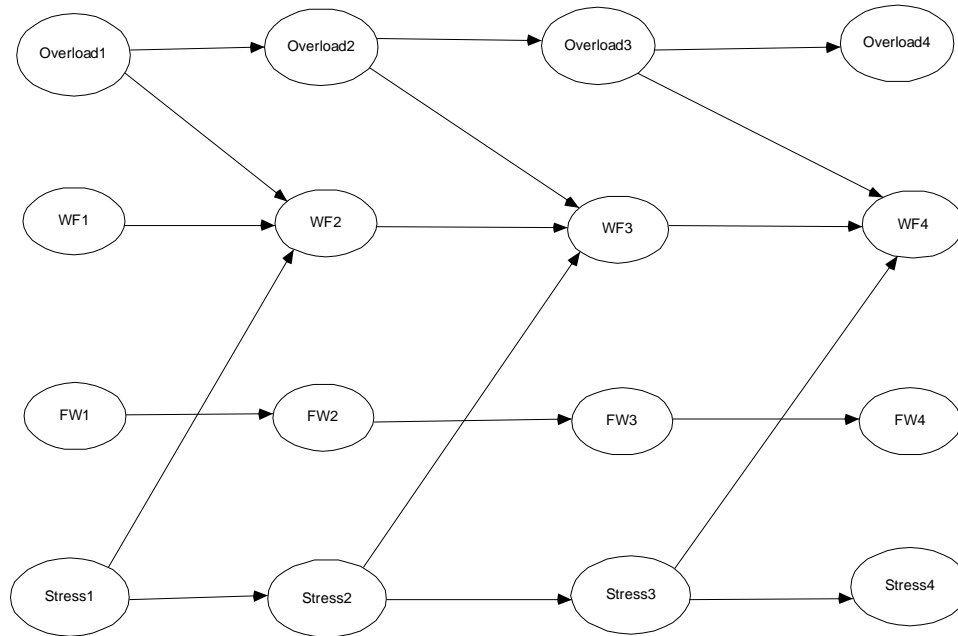 Overload1
Overload2
Overload3
Overload4
WF1
WF2
WF3
WF4
FW1
FW2
FW3
FW4
Stress1
Stress2
Stress3
Stress4